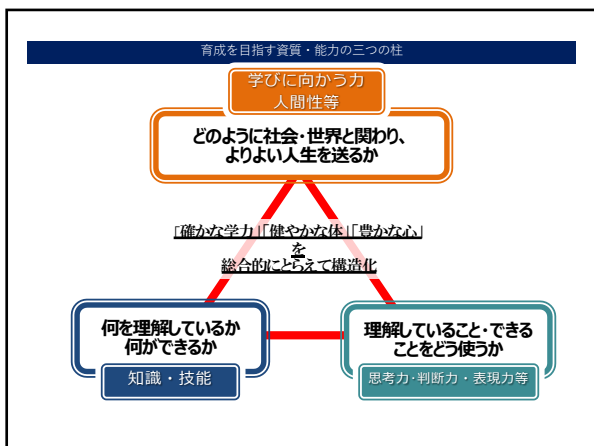 育成を目指す資質・能力の三つの柱
学びに向かう力
人間性等
どのように社会・世界と関わり、
よりよい人生を送るか
「確かな学力」「健やかな体」「豊かな心」
を
総合的にとらえて構造化
何を理解しているか
何ができるか
知識・技能
理解していること・できる
ことをどう使うか
思考力・判断力・表現力等